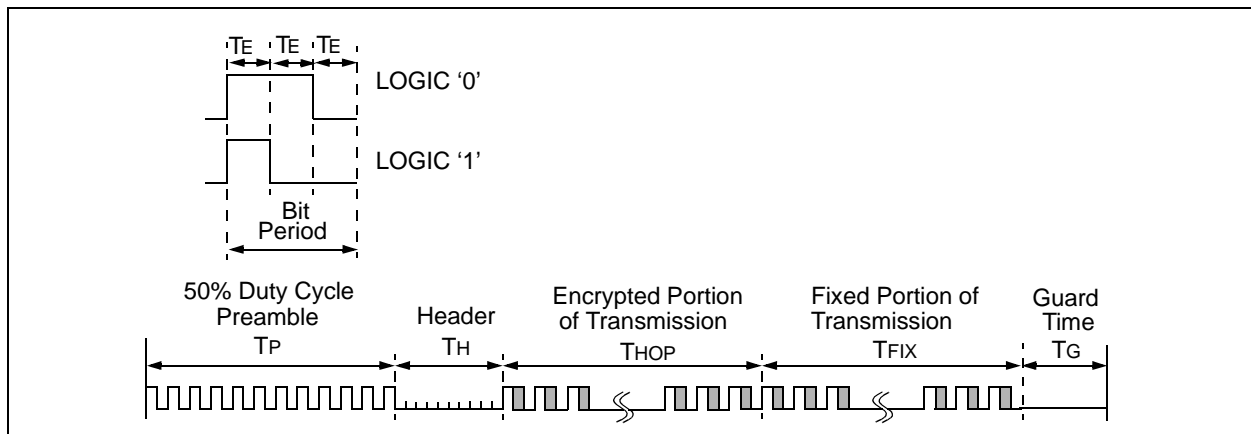 TE TE TE
LOGIC ‘0’
LOGIC ‘1’
Bit
Period
50% Duty Cycle
Preamble
TP
Header
TH
Encrypted Portion
of Transmission
THOP
Fixed Portion of
Transmission
TFIX
Guard
Time
TG